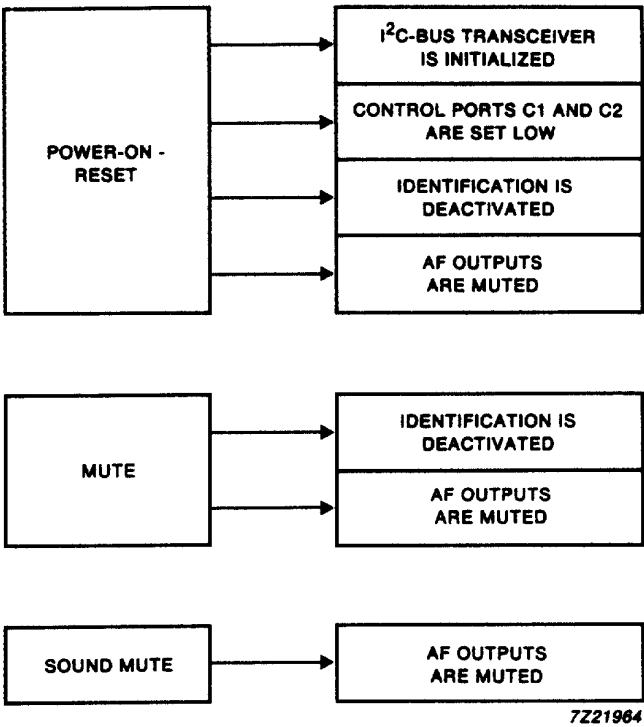 POWER-ON -
RESET
I²C-BUS TRANSCEIVER
IS INITIALIZED
CONTROL PORTS C1 AND C2
ARE SET LOW
IDENTIFICATION IS
DEACTIVATED
AF OUTPUTS
ARE MUTED
MUTE
IDENTIFICATION IS
DEACTIVATED
AF OUTPUTS
ARE MUTED
SOUND MUTE
AF OUTPUTS
ARE MUTED
7Z21964